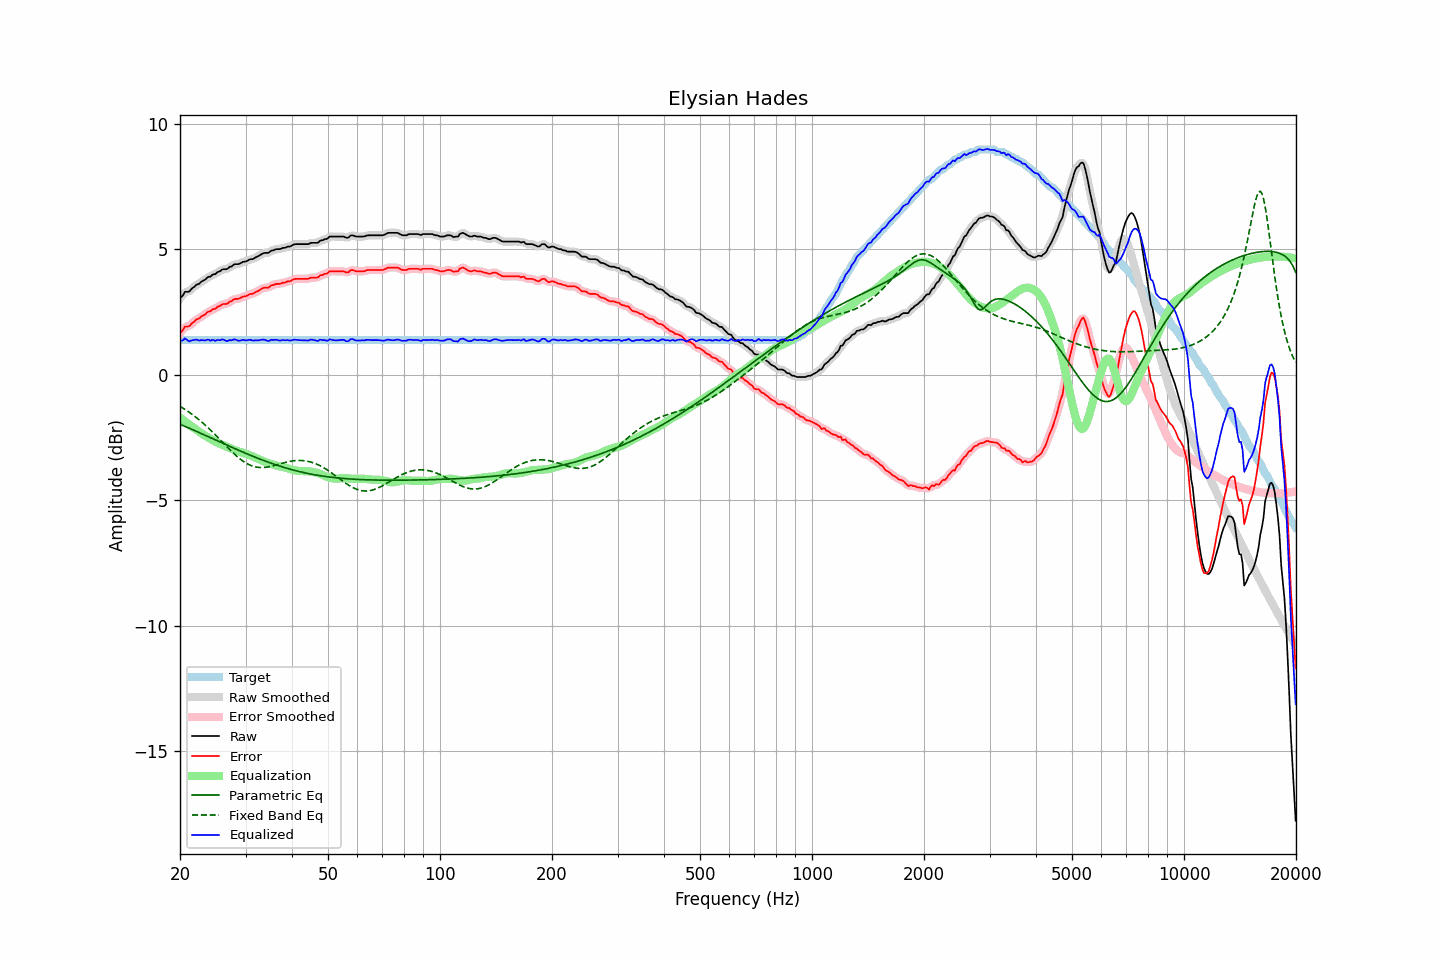 Elysian Hades
10
5
0
−5
−10
−15
Amplitude (dBr)
Target
Raw Smoothed
Error Smoothed
Raw
Error
Equalization
Parametric Eq
Fixed Band Eq
Equalized
20 50 100 200 500 1000 2000 5000 10000 20000
Frequency (Hz)